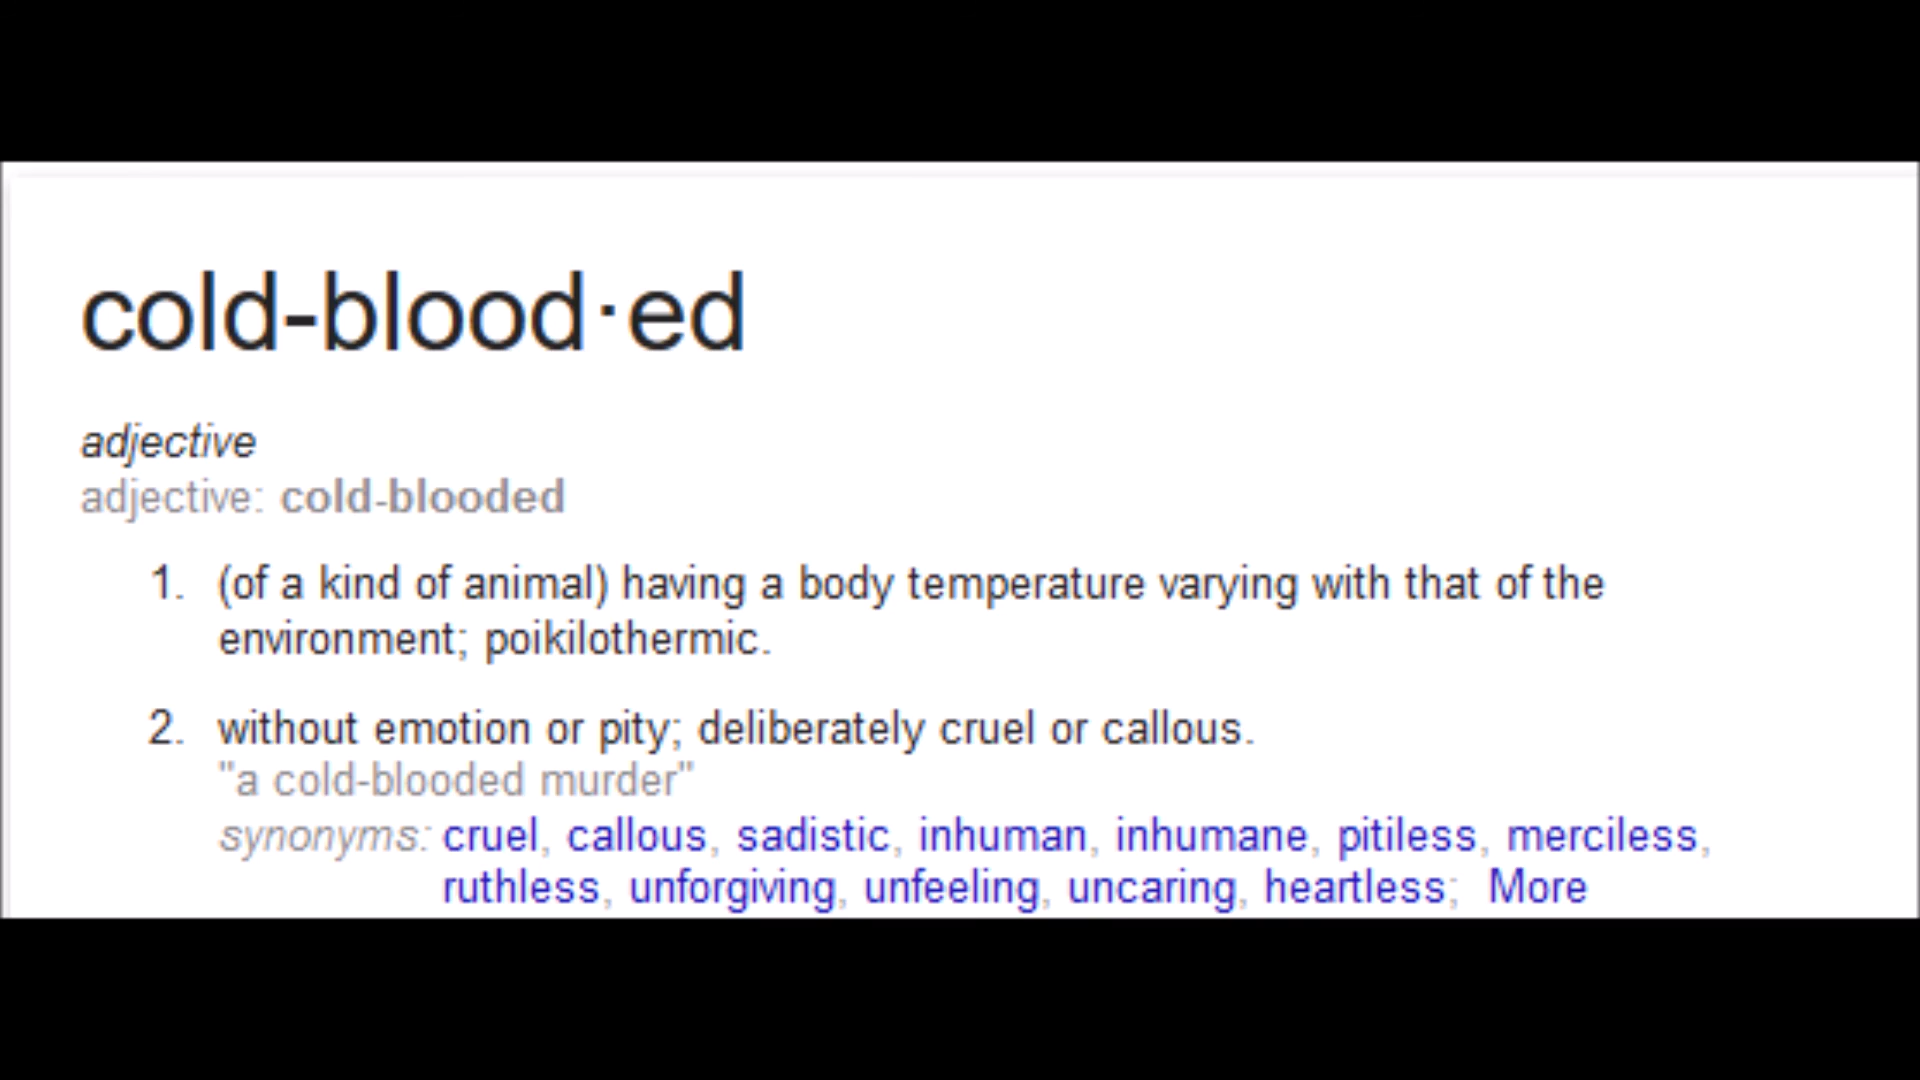 cold-blood·ed
adjective
adjective: cold-blooded
1. (of a kind of animal) having a body temperature varying with that of the
environment; poikilothermic.
2. without emotion or pity; deliberately cruel or callous.
"a cold-blooded murder"
synonyms: cruel, callous, sadistic, inhuman, inhumane, pitiless, merciless,
ruthless, unforgiving, unfeeling, uncaring, heartless; More